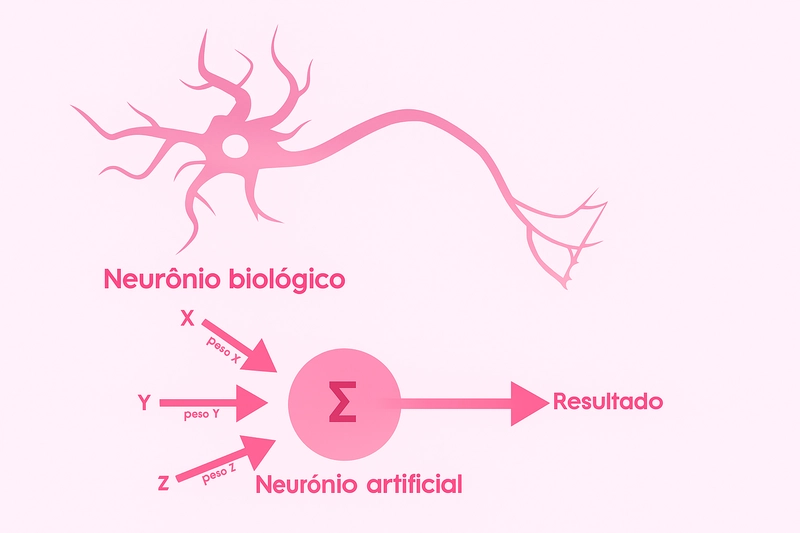 Neurônio biológico
X
peso X
Y
peso Y
Z
peso Z
Σ
Resultado
Neurónio artificial